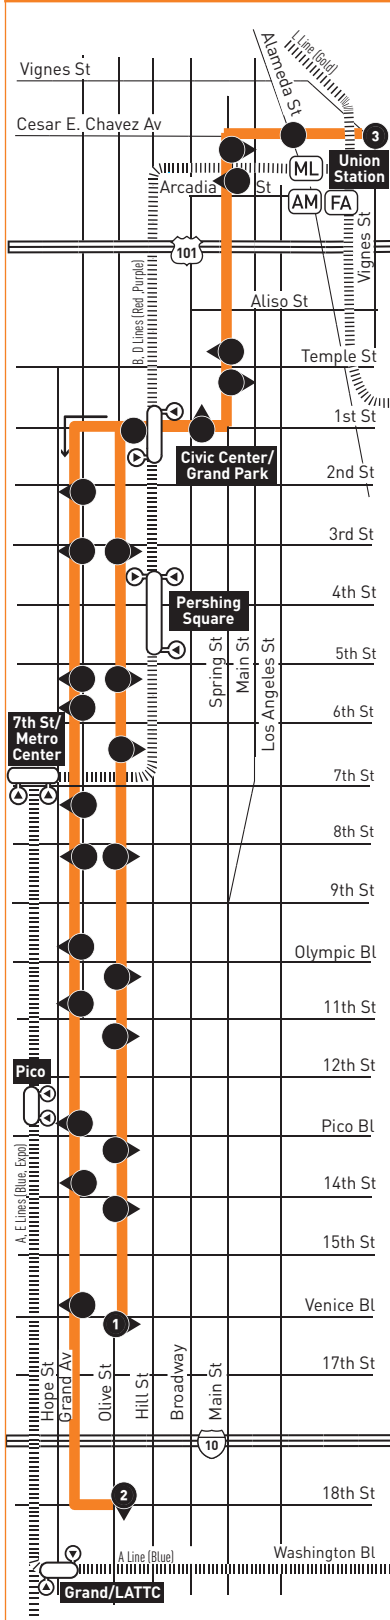 L Line (Gold)
Alameda St
Vignes St
Cesar E. Chavez Av
3
Union
Station
ML
Arcadia St
AM
FA
Vignes St
101
B, D Lines (Red ,Purple)
Aliso St
Temple St
1st St
Civic Center/
Grand Park
2nd St
3rd St
4th St
Pershing
Square
Spring St
Main St
Los Angeles St
5th St
6th St
7th St/
Metro
Center
7th St
8th St
9th St
Olympic Bl
11th St
12th St
Pico
Pico Bl
A, E Lines (Blue, Expo)
14th St
15th St
Venice Bl
1
Hope St
Grand Av
Olive St
Hill St
Broadway
Main St
17th St
10
2
18th St
A Line (Blue)
Washington Bl
Grand/LATTC